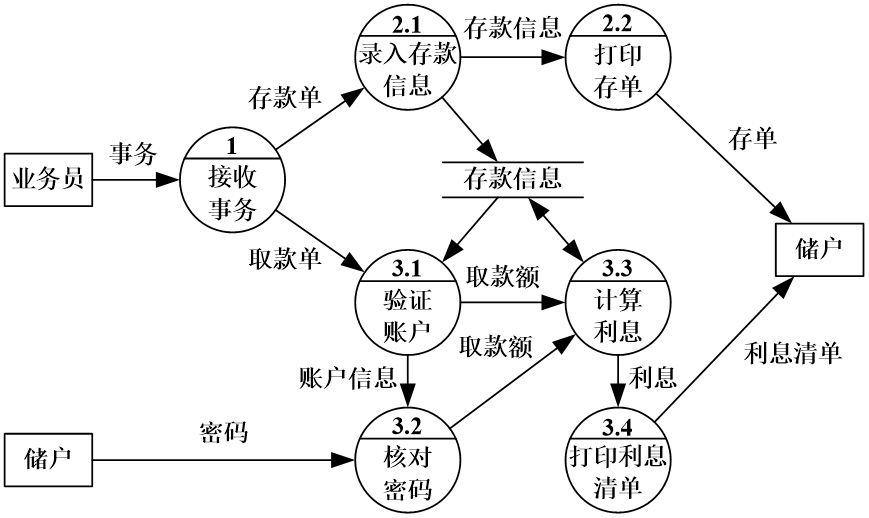 2.1
录入存款
信息
存款信息
2.2
打印
存单
存款单
存单
事务
业务员
1
接收
事务
存款信息
储户
取款单
3.1
验证
账户
取款额
3.3
计算
利息
取款额
利息清单
账户信息
利息
密码
储户
3.2
核对
密码
3.4
打印利息
清单